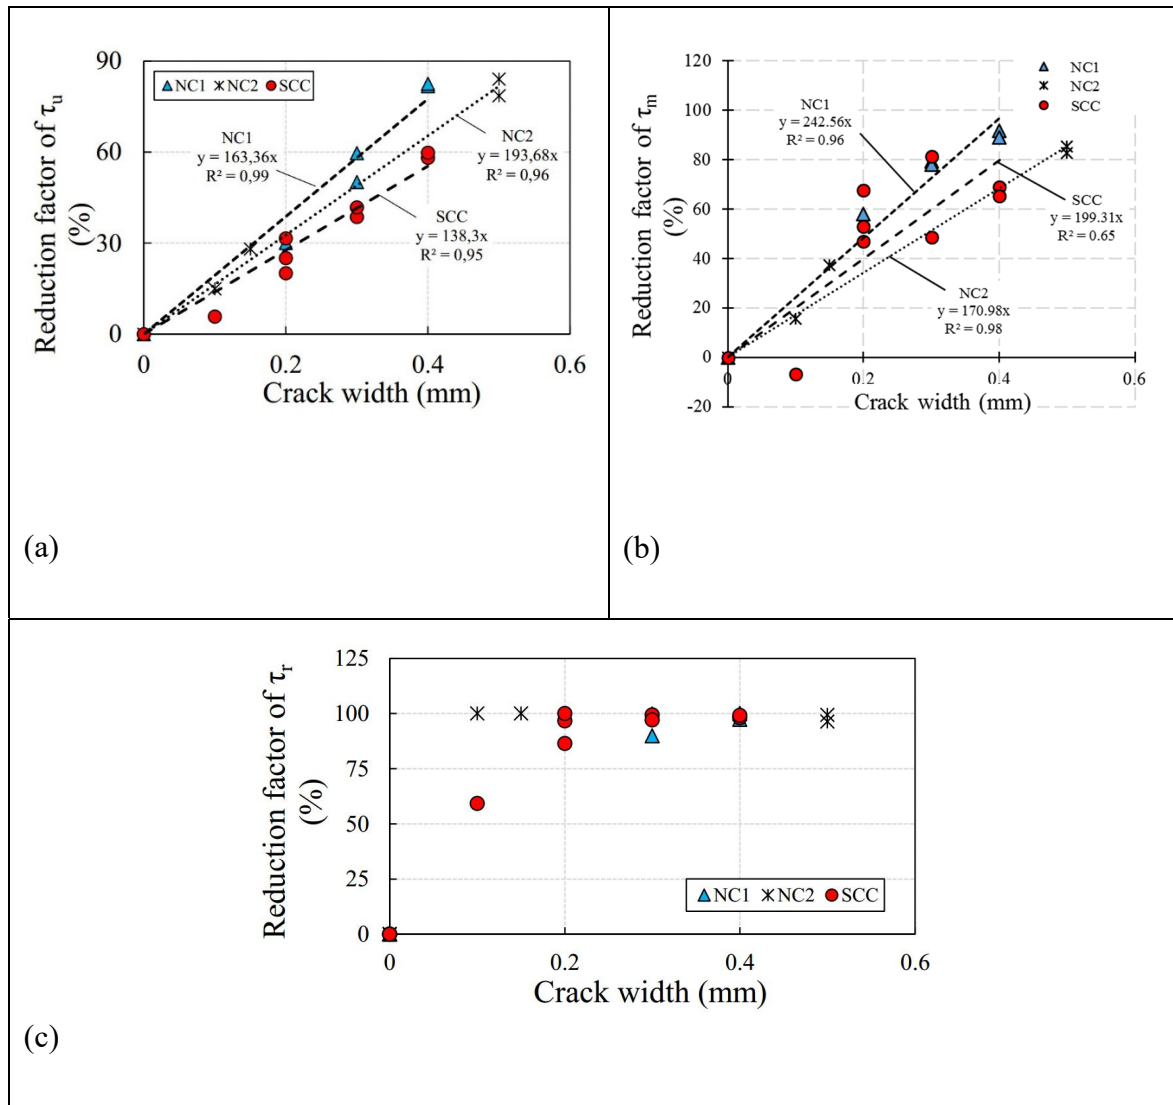 Reduction factor of τu
(%)
90
60
30
0
NC1 NC2 SCC
NC1
y = 163,36x
R² = 0,99
NC2
y = 193,68x
R² = 0,96
SCC
y = 138,3x
R² = 0,95
0 0.2 0.4 0.6
Crack width (mm)
(a)
Reduction factor of τm
(%)
120
100
80
60
40
20
0
-20
NC1
NC2
SCC
NC1
y = 242.56x
R² = 0.96
SCC
y = 199.31x
R² = 0.65
NC2
y = 170.98x
R² = 0.98
0 0.2 0.4 0.6
Crack width (mm)
(b)
Reduction factor of τr
(%)
125
100
75
50
25
0
NC1 NC2 SCC
0 0.2 0.4 0.6
Crack width (mm)
(c)